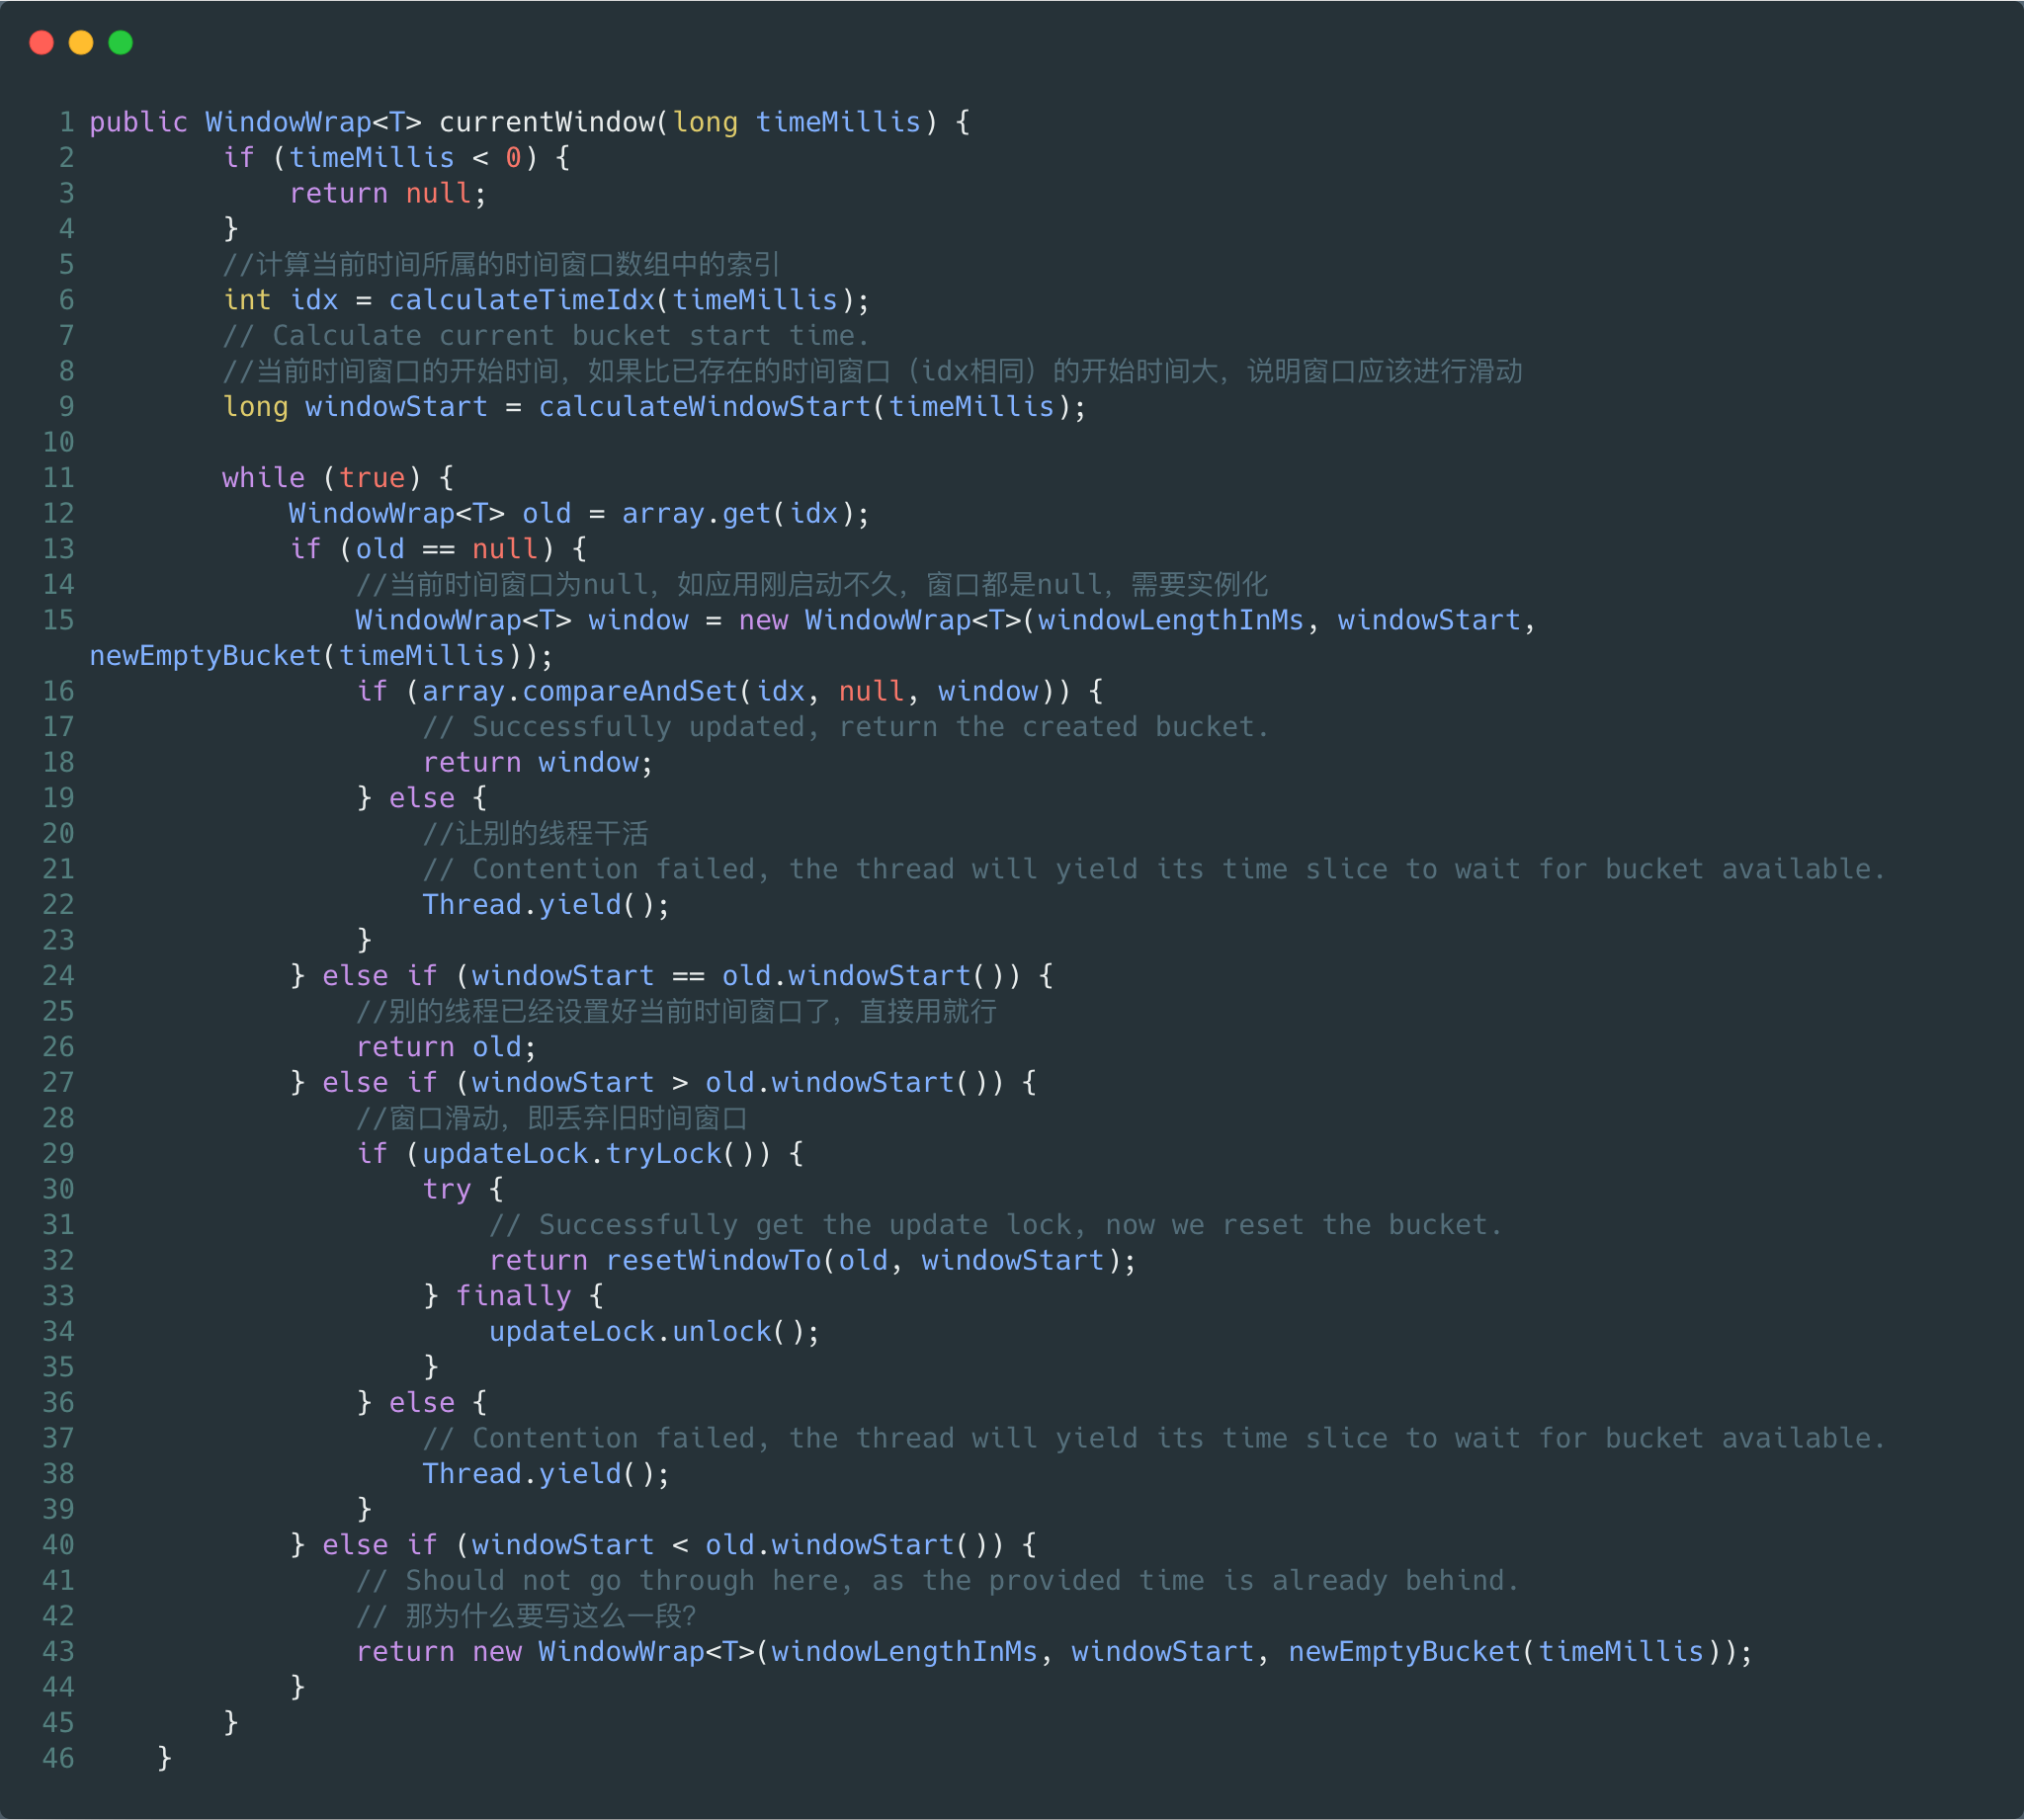 1 public WindowWrap<T> currentWindow(long timeMillis) {
2         if (timeMillis < 0) {
3             return null;
4         }
5         //计算当前时间所属的时间窗口数组中的索引
6         int idx = calculateTimeIdx(timeMillis);
7         // Calculate current bucket start time.
8         //当前时间窗口的开始时间，如果比已存在的时间窗口（idx相同）的开始时间大，说明窗口应该进行滑动
9         long windowStart = calculateWindowStart(timeMillis);
10
11         while (true) {
12             WindowWrap<T> old = array.get(idx);
13             if (old == null) {
14                 //当前时间窗口为null，如应用刚启动不久，窗口都是null，需要实例化
15                 WindowWrap<T> window = new WindowWrap<T>(windowLengthInMs, windowStart,
newEmptyBucket(timeMillis));
16                 if (array.compareAndSet(idx, null, window)) {
17                     // Successfully updated, return the created bucket.
18                     return window;
19                 } else {
20                     //让别的线程干活
21                     // Contention failed, the thread will yield its time slice to wait for bucket available.
22                     Thread.yield();
23                 }
24             } else if (windowStart == old.windowStart()) {
25                 //别的线程已经设置好当前时间窗口了，直接用就行
26                 return old;
27             } else if (windowStart > old.windowStart()) {
28                 //窗口滑动，即丢弃旧时间窗口
29                 if (updateLock.tryLock()) {
30                     try {
31                         // Successfully get the update lock, now we reset the bucket.
32                         return resetWindowTo(old, windowStart);
33                     } finally {
34                         updateLock.unlock();
35                     }
36                 } else {
37                     // Contention failed, the thread will yield its time slice to wait for bucket available.
38                     Thread.yield();
39                 }
40             } else if (windowStart < old.windowStart()) {
41                 // Should not go through here, as the provided time is already behind.
42                 // 那为什么要写这么一段？
43                 return new WindowWrap<T>(windowLengthInMs, windowStart, newEmptyBucket(timeMillis));
44             }
45         }
46     }